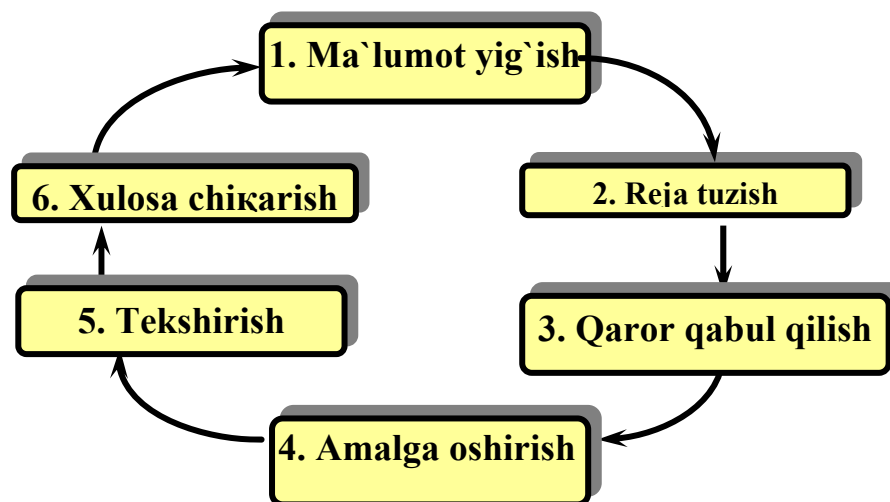 1. Ma`lumot yig`ish
2. Reja tuzish
3. Qaror qabul qilish
4. Amalga oshirish
5. Tekshirish
6. Xulosa chiкarish